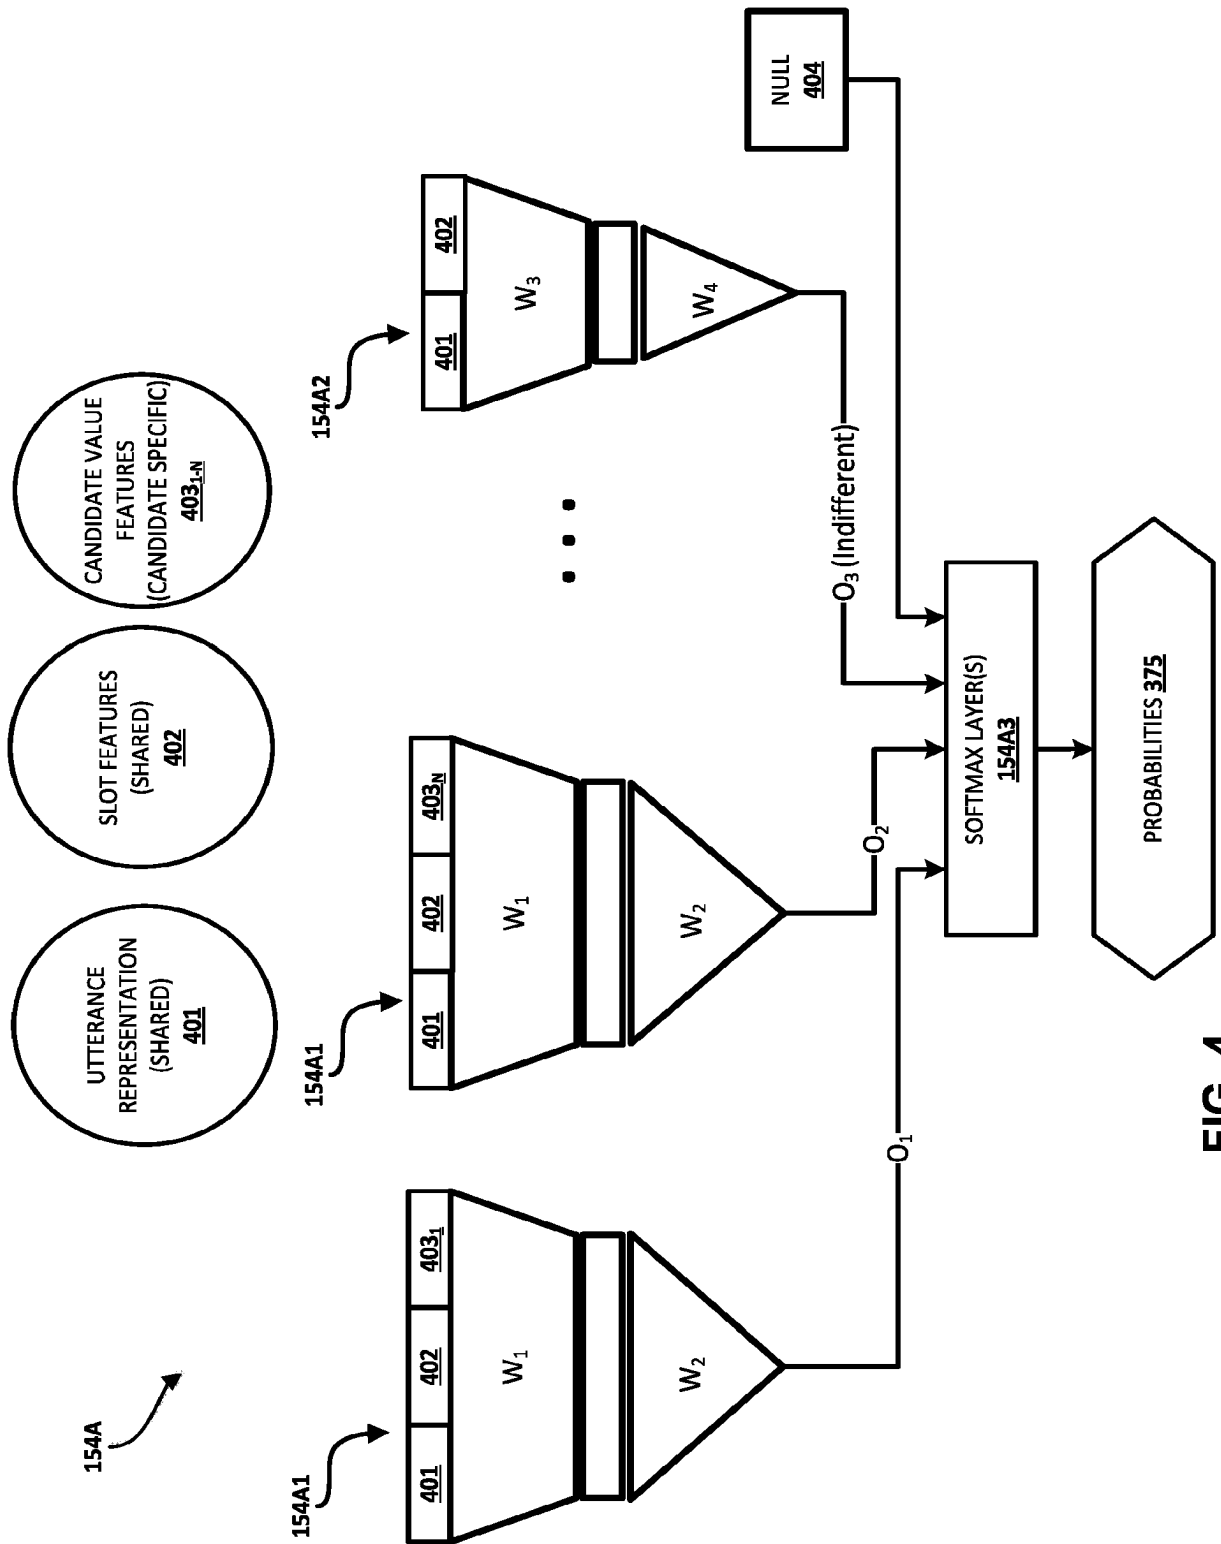 154A
UTTERANCE
REPRESENTATION
(SHARED)
401
SLOT FEATURES
(SHARED)
402
CANDIDATE VALUE
FEATURES
(CANDIDATE SPECIFIC)
403₁₋N
154A1
401 402 403₁
W₁
W₂
154A1
401 402 403N
W₁
W₂
...
154A2
401 402
W₃
W₄
NULL
404
O₁
O₂
O₃ (Indifferent)
SOFTMAX LAYER(S)
154A3
PROBABILITIES 375
FIG. 4